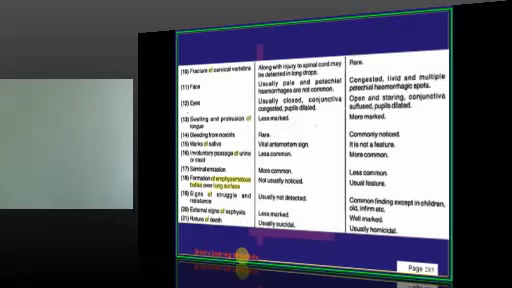 (10) Fracture of cervical vertebra Along with injury to spinal cord may Rare.
be detected in long drops.
(11) Face Usually pale and petechial Congested, livid and multiple
haemorrhages are not common. petechial haemorrhagic spots.
(12) Eyes Usually closed, conjunctiva Open and staring, conjunctiva
congested, pupils dilated. suffused, pupils dilated.
(13) Swelling and protrusion of Less marked. More marked.
tongue
(14) Bleeding from nostrils Rare. Commonly noticed.
(15) Marks of saliva Vital antemortem sign. It is not a feature.
(16) Involuntary passage of urine Less common. More common.
or stool
(17) Seminal emission More common. Less common.
(18) Formation of emphysematous Not usually noticed. Usual feature.
bullae over lung surface
(19) Signs of struggle and Usually not detected. Common finding except in children,
resistance old, infirm etc.
(20) External signs of asphyxia Less marked. Well marked.
(21) Nature of death Usually suicidal. Usually homicidal.
Page 281